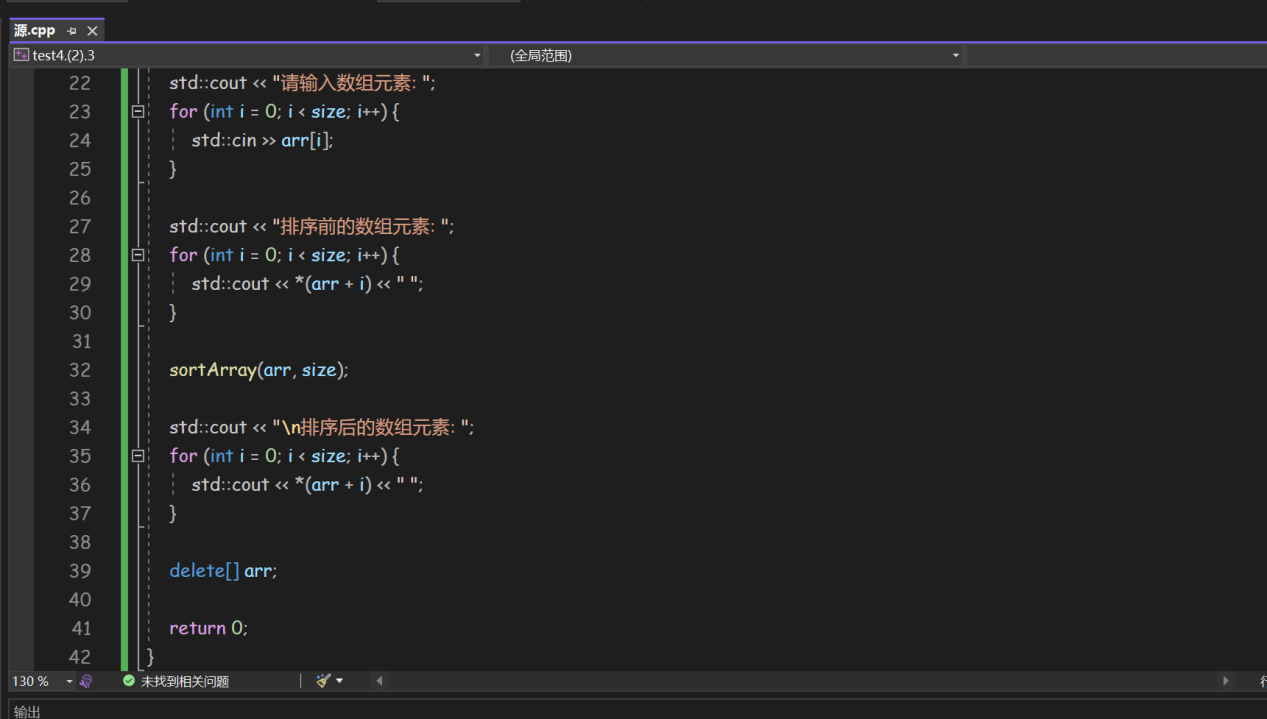 源.cpp
test4.(2).3 (全局范围)
22 std::cout << "请输入数组元素: ";
23 for (int i = 0; i < size; i++) {
24 std::cin >> arr[i];
25 }
26
27 std::cout << "排序前的数组元素: ";
28 for (int i = 0; i < size; i++) {
29 std::cout << *(arr + i) << " ";
30 }
31
32 sortArray(arr, size);
33
34 std::cout << "\n排序后的数组元素: ";
35 for (int i = 0; i < size; i++) {
36 std::cout << *(arr + i) << " ";
37 }
38
39 delete[] arr;
40
41 return 0;
42 }
130 % 未找到相关问题
输出